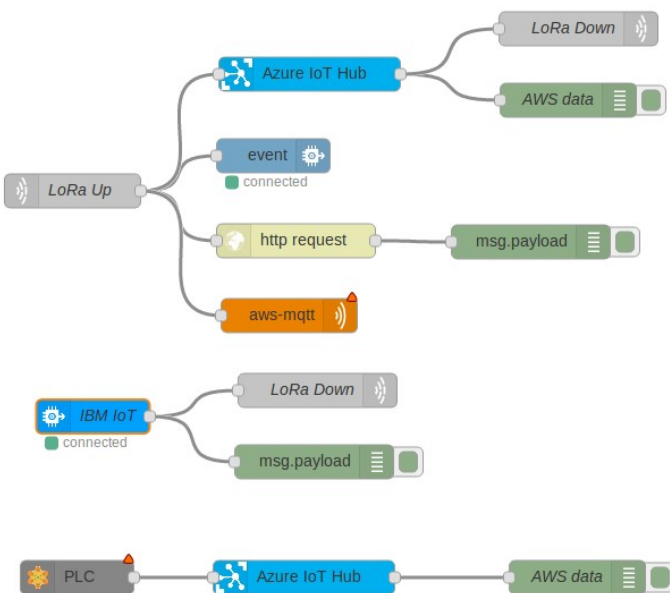 LoRa Down
Azure IoT Hub
AWS data
event
connected
LoRa Up
http request
msg.payload
aws-mqtt
LoRa Down
IBM IoT
connected
msg.payload
PLC
Azure IoT Hub
AWS data